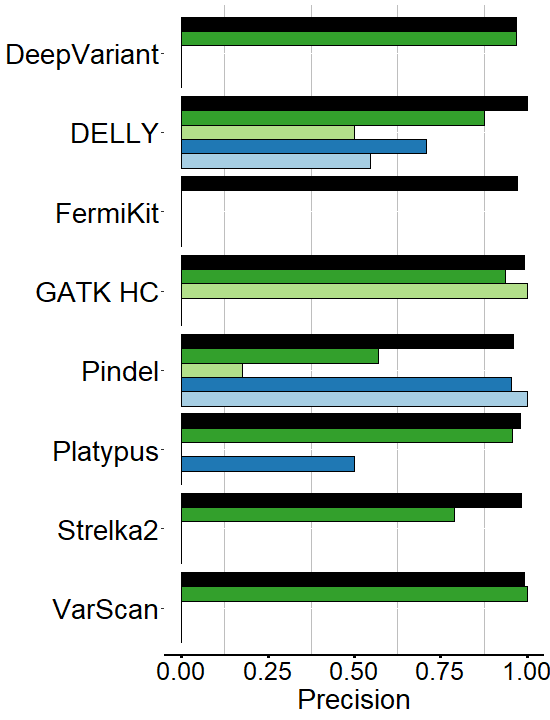 DeepVariant
DELLY
FermiKit
GATK HC
Pindel
Platypus
Strelka2
VarScan
0.00 0.25 0.50 0.75 1.00
Precision